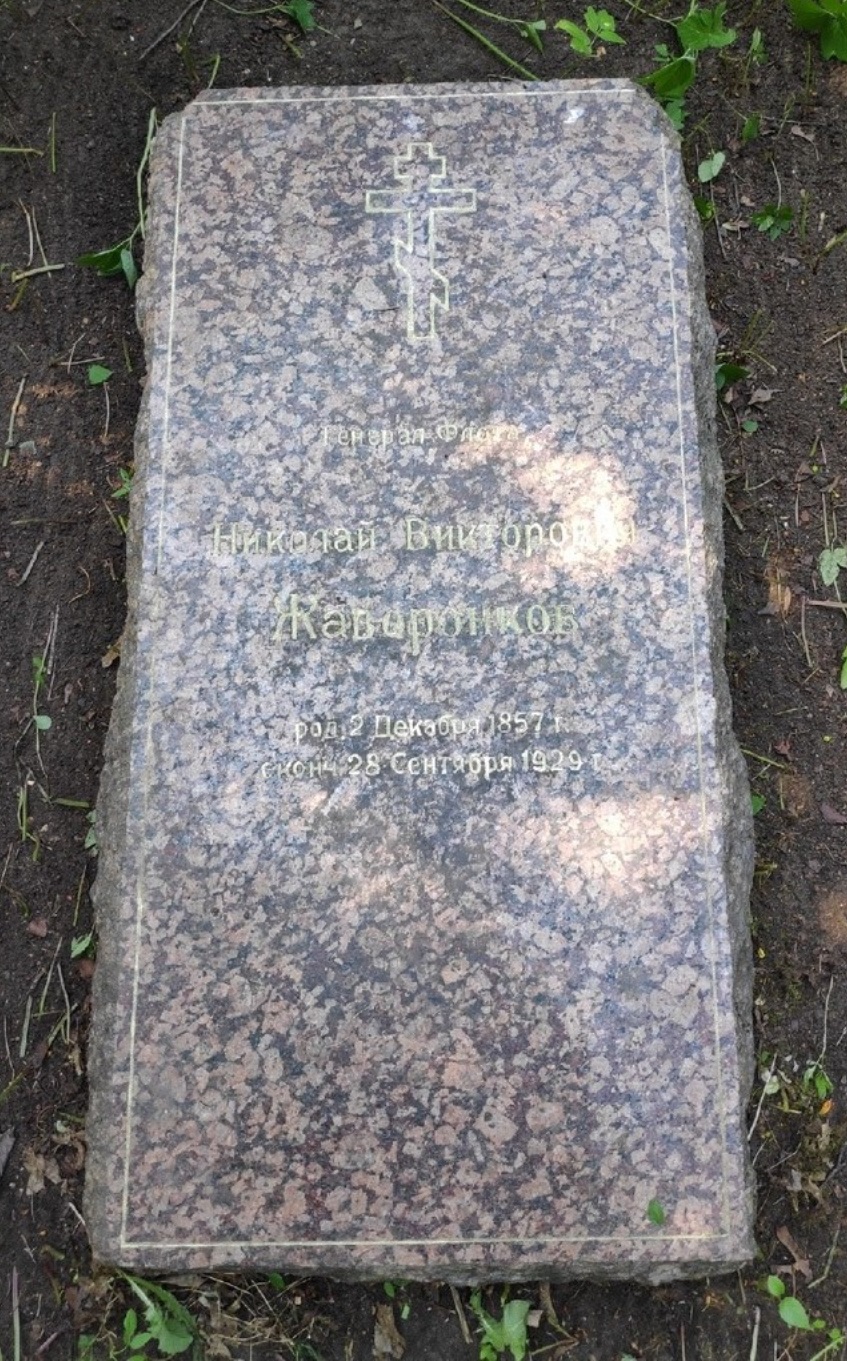 Генерал-Флота
Николай Викторович
Жаворонков
род. 2 Декабря 1857 г.
сконч. 28 Сентября 1929 г.